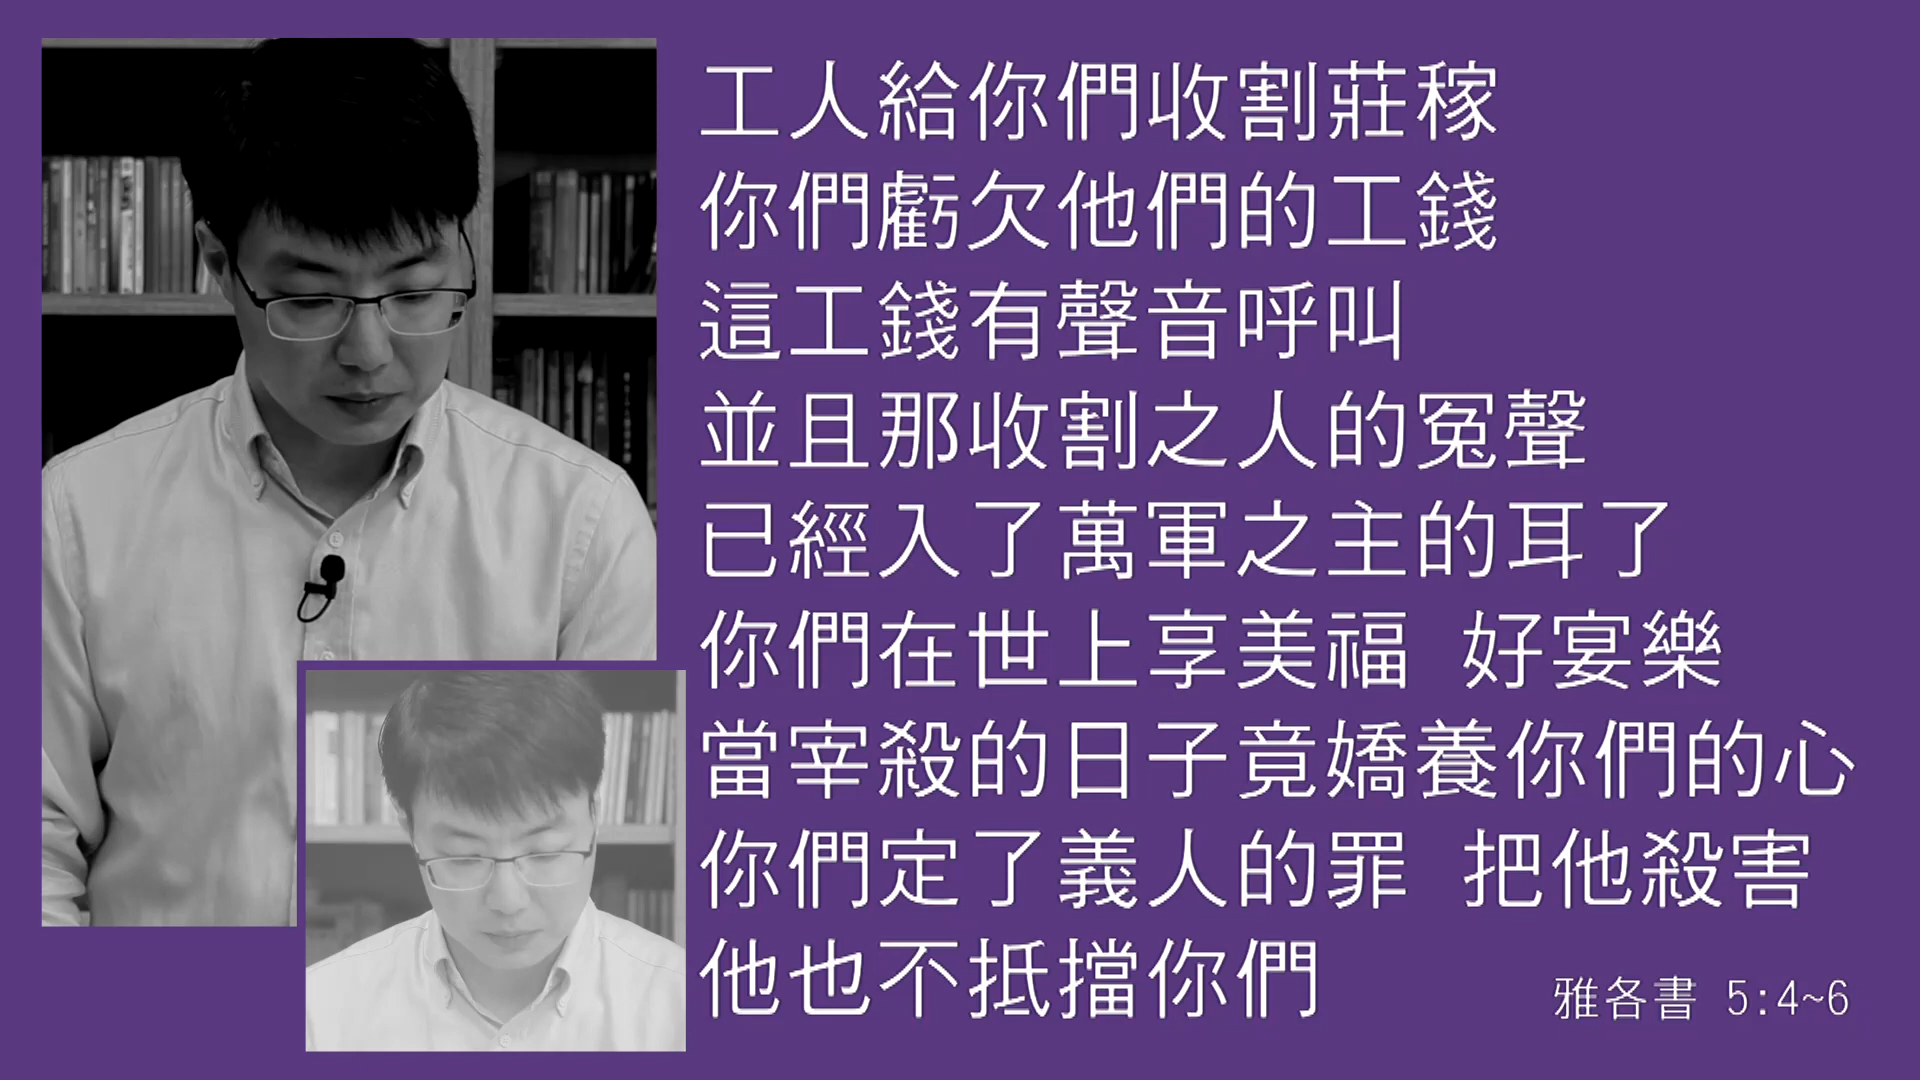 工人給你們收割莊稼
你們虧欠他們的工錢
這工錢有聲音呼叫
並且那收割之人的冤聲
已經入了萬軍之主的耳了
你們在世上享美福 好宴樂
當宰殺的日子竟嬌養你們的心
你們定了義人的罪 把他殺害
他也不抵擋你們
雅各書 5:4~6